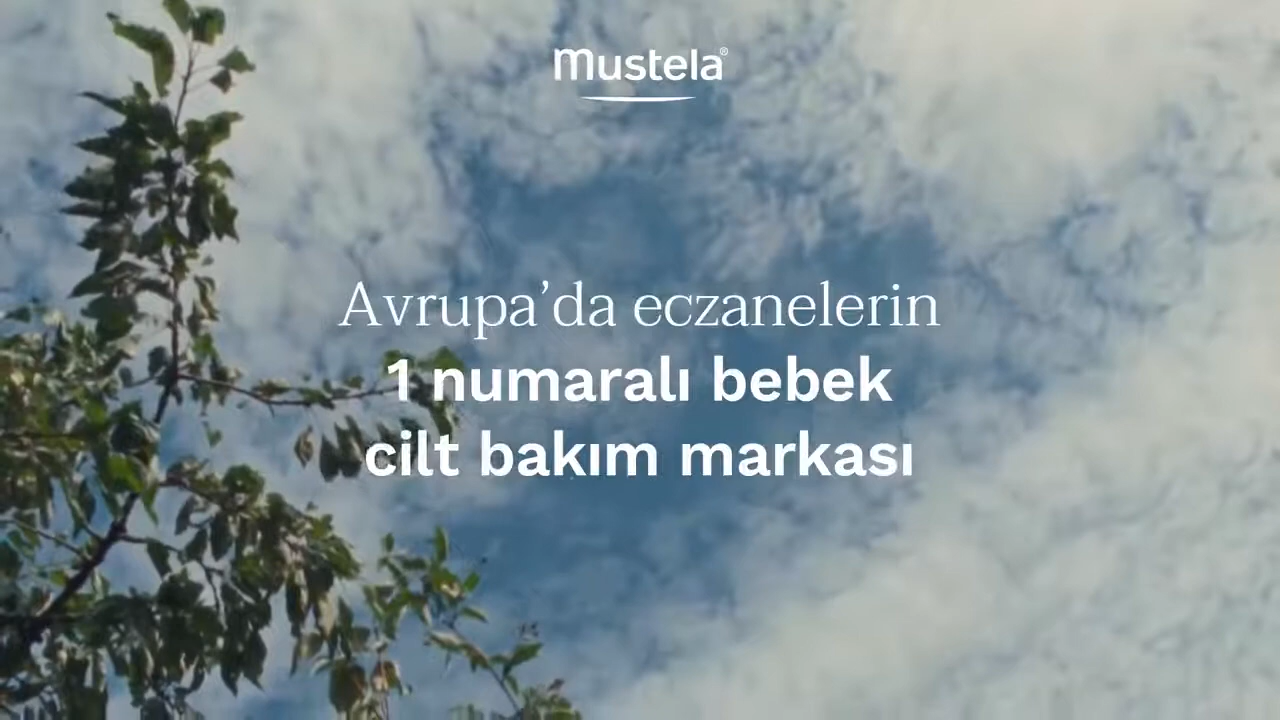 mustela®
Avrupa’da eczanelerin
1 numaralı bebek
cilt bakım markası